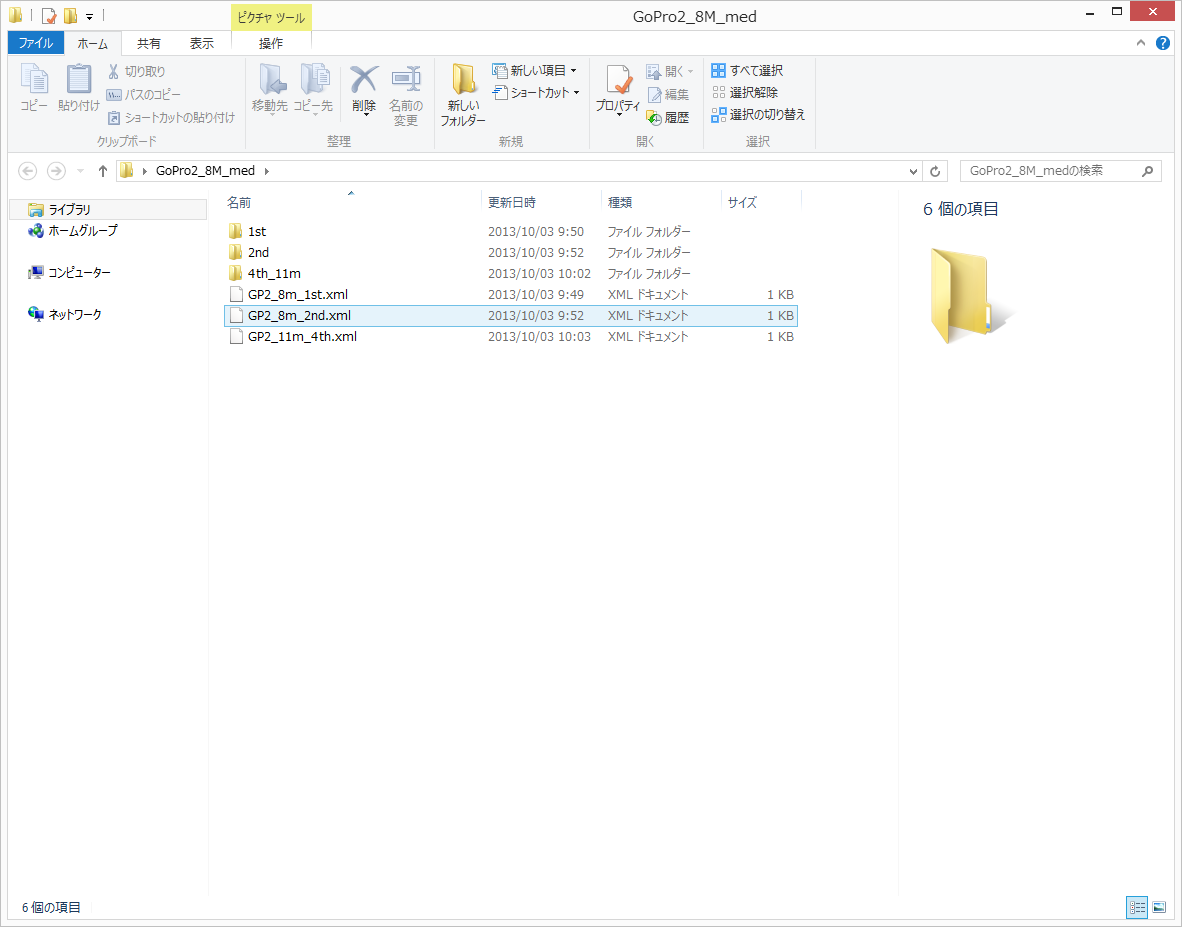 ピクチャ ツール
GoPro2_8M_med
ファイル ホーム 共有 表示 操作
コピー
貼り付け
切り取り
パスのコピー
ショートカットの貼り付け
クリップボード
移動先
コピー先
削除
名前の
変更
整理
新しい
フォルダー
新しい項目
ショートカット
新規
プロパティ
開く
編集
履歴
開く
すべて選択
選択解除
選択の切り替え
選択
GoPro2_8M_med
GoPro2_8M_medの検索
ライブラリ
ホームグループ
コンピューター
ネットワーク
名前 更新日時 種類 サイズ
1st 2013/10/03 9:50 ファイル フォルダー
2nd 2013/10/03 9:52 ファイル フォルダー
4th_11m 2013/10/03 10:02 ファイル フォルダー
GP2_8m_1st.xml 2013/10/03 9:49 XML ドキュメント 1 KB
GP2_8m_2nd.xml 2013/10/03 9:52 XML ドキュメント 1 KB
GP2_11m_4th.xml 2013/10/03 10:03 XML ドキュメント 1 KB
6 個の項目
6 個の項目